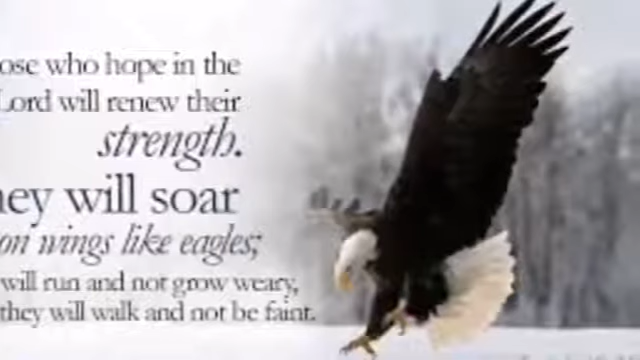 ose who hope in the
Lord will renew their
strength.
hey will soar
on wings like eagles;
will run and not grow weary,
they will walk and not be faint.